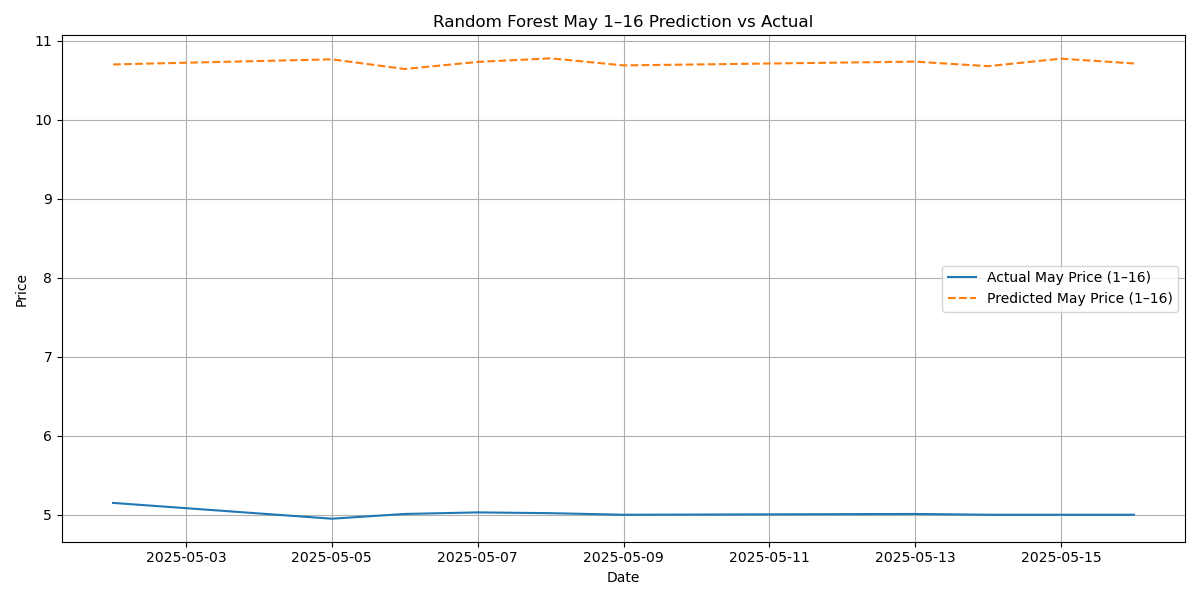 Random Forest May 1–16 Prediction vs Actual
11
10
9
8
7
6
5
Price
Actual May Price (1–16)
Predicted May Price (1–16)
2025-05-03
2025-05-05
2025-05-07
2025-05-09
2025-05-11
2025-05-13
2025-05-15
Date